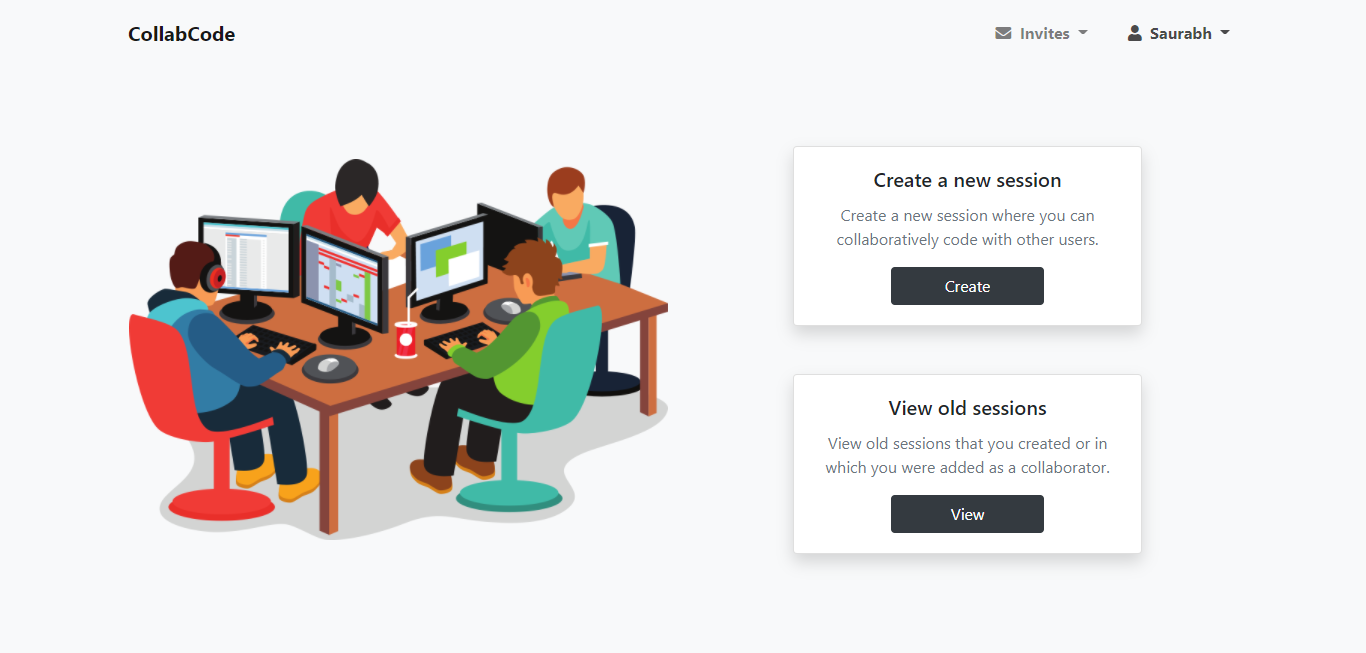 CollabCode
Invites
Saurabh
Create a new session
Create a new session where you can
collaboratively code with other users.
Create
View old sessions
View old sessions that you created or in
which you were added as a collaborator.
View